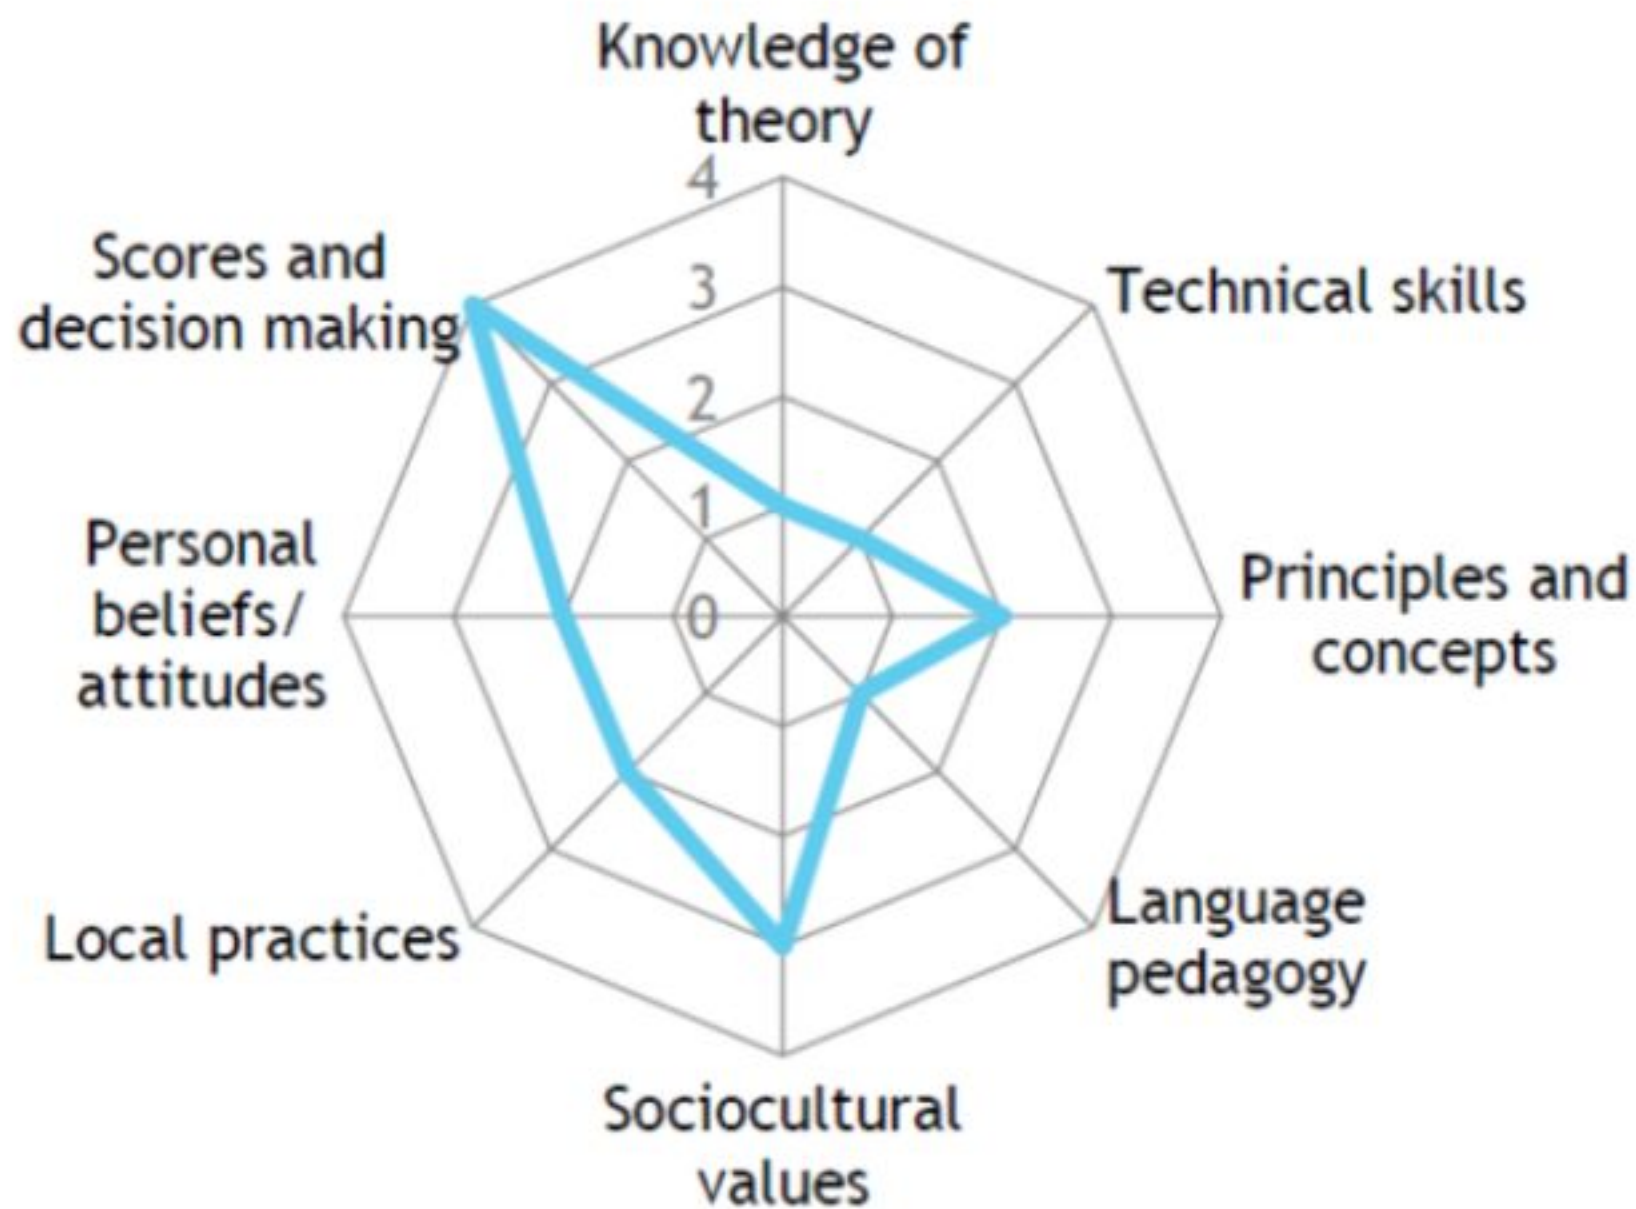 Knowledge of
theory
4
Scores and
decision making
Technical skills
3
2
1
Personal
beliefs/
attitudes
0
Principles and
concepts
Local practices
Language
pedagogy
Sociocultural
values